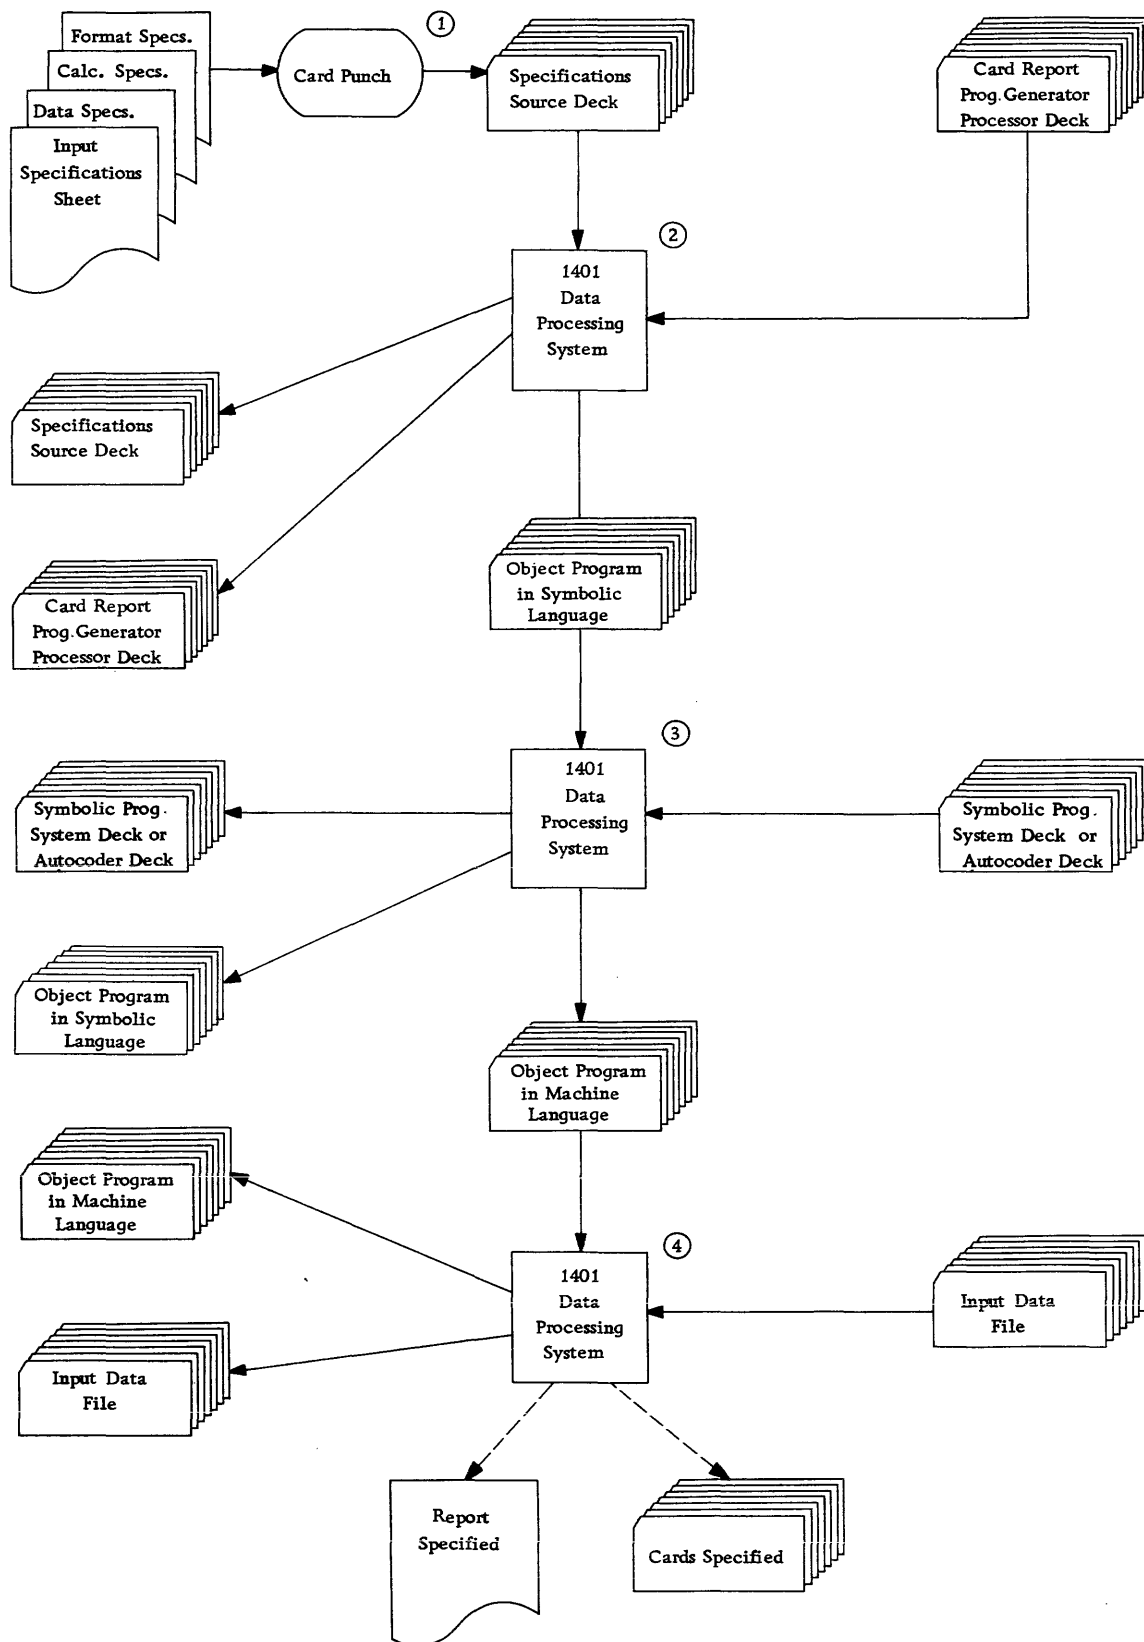 Format Specs.
Calc. Specs.
Data Specs.
Input
Specifications
Sheet
Card Punch
①
Specifications
Source Deck
Card Report
Prog.Generator
Processor Deck
②
1401
Data
Processing
System
Specifications
Source Deck
Card Report
Prog.Generator
Processor Deck
Object Program
in Symbolic
Language
③
1401
Data
Processing
System
Symbolic Prog.
System Deck or
Autocoder Deck
Symbolic Prog.
System Deck or
Autocoder Deck
Object Program
in Symbolic
Language
Object Program
in Machine
Language
Object Program
in Machine
Language
④
1401
Data
Processing
System
Input Data
File
Input Data
File
Report
Specified
Cards Specified